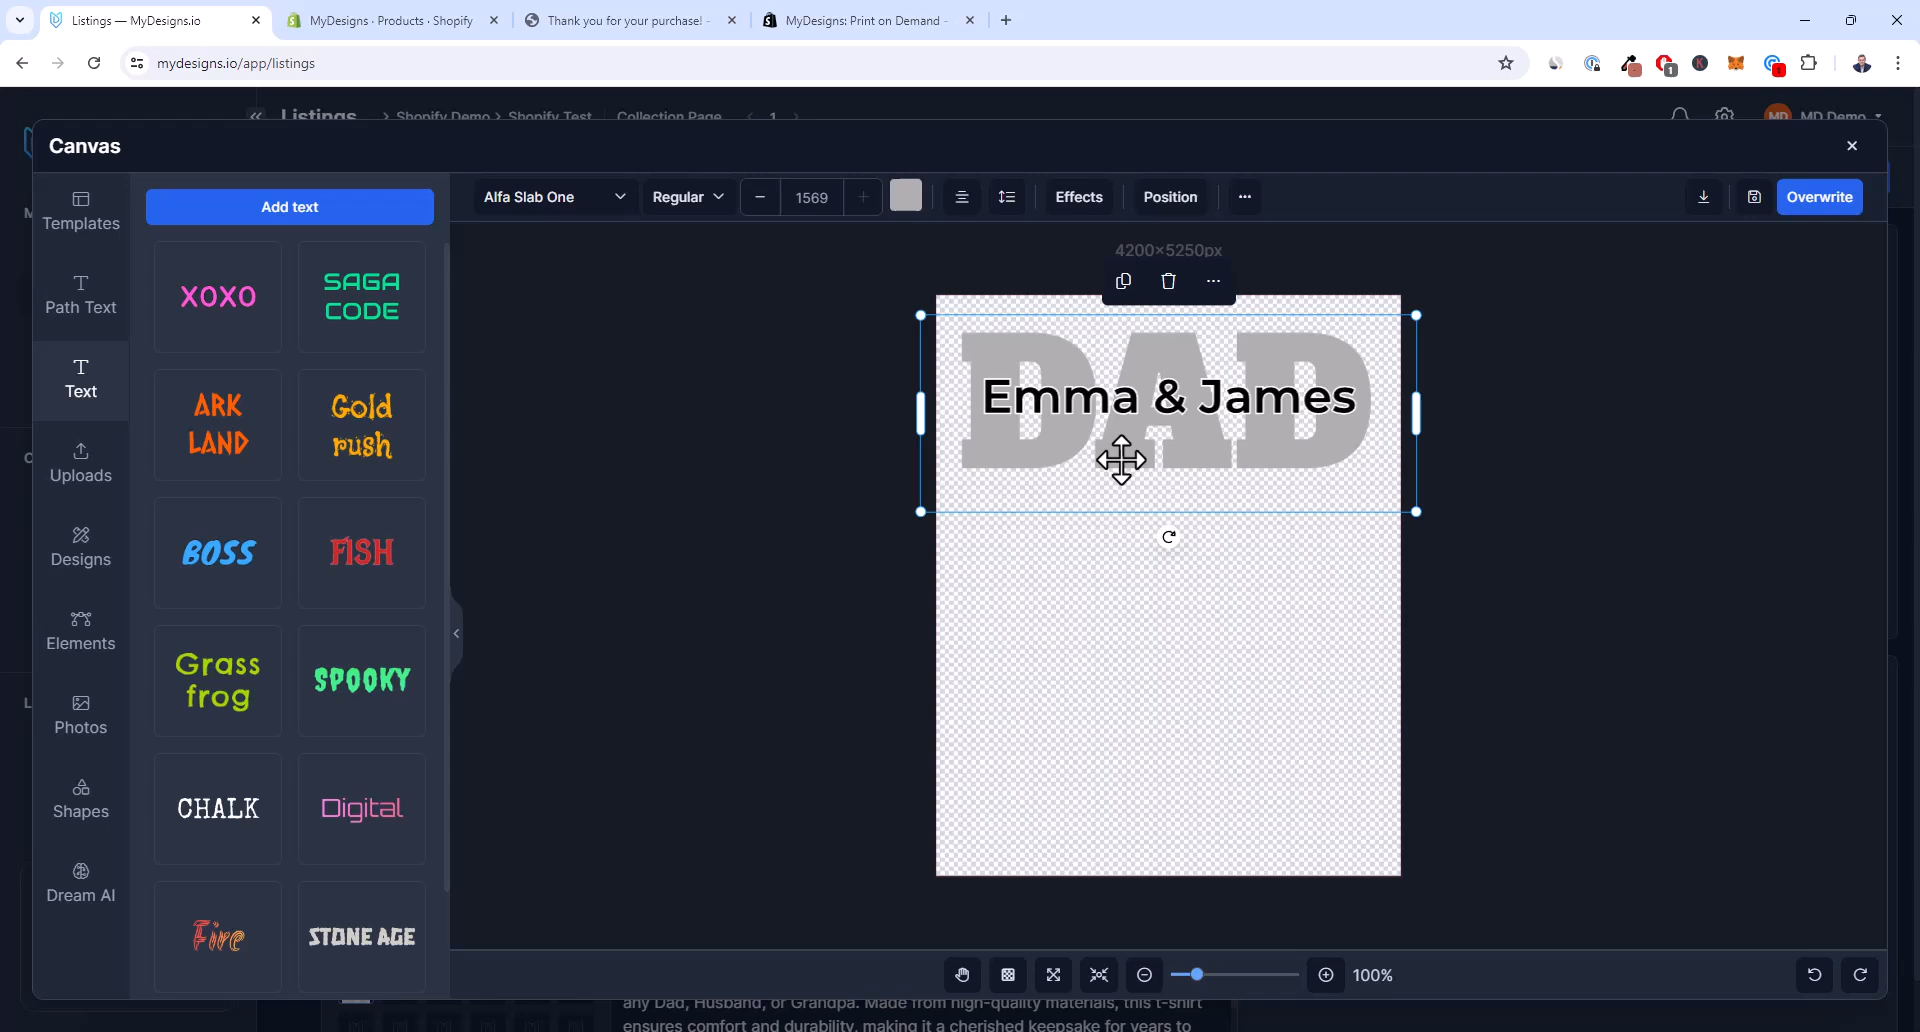 Listings — MyDesigns.io
MyDesigns · Products · Shopify
Thank you for your purchase! -
MyDesigns: Print on Demand -
mydesigns.io/app/listings
1
Listings
Shopify Demo
Shopify Test
Collection Page
1
MD
MD Demo
Canvas
Templates
Path Text
Text
Uploads
Designs
Elements
Photos
Shapes
Dream AI
Add text
XOXO
SAGA
CODE
ARK
LAND
Gold
rush
BOSS
FISH
Grass
frog
SPOOKY
CHALK
Digital
Fire
STONE AGE
Alfa Slab One
Regular
1569
Effects
Position
Overwrite
4200×5250px
DAD
Emma & James
100%
any Dad, Husband, or Grandpa. Made from high-quality materials, this t-shirt
ensures comfort and durability, making it a cherished keepsake for years to